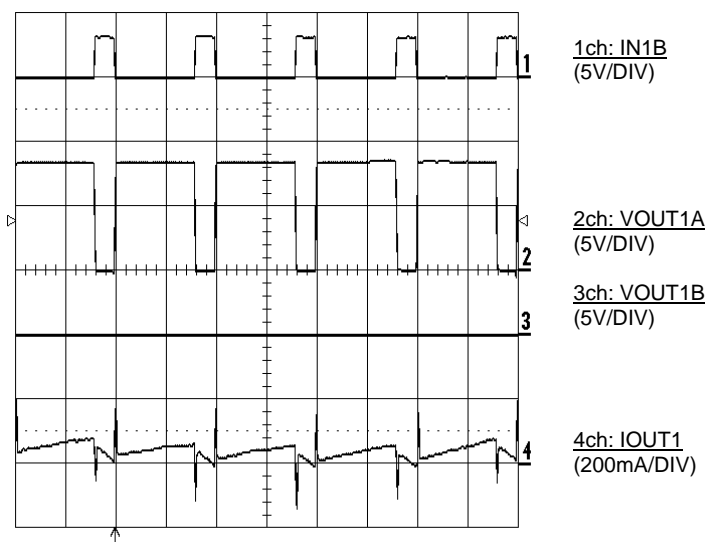 1
1ch: IN1B
(5V/DIV)
2
2ch: VOUT1A
(5V/DIV)
3
3ch: VOUT1B
(5V/DIV)
4
4ch: IOUT1
(200mA/DIV)